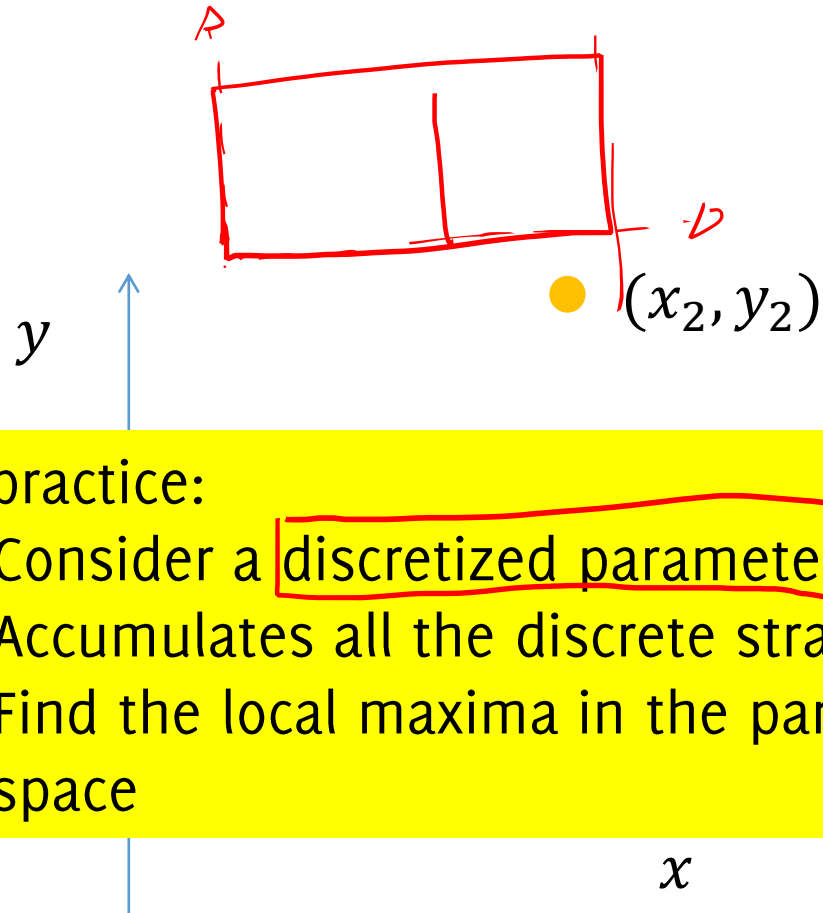 (x₂, y₂)
y
practice:
Consider a discretized paramete
Accumulates all the discrete stra
Find the local maxima in the par
space
x